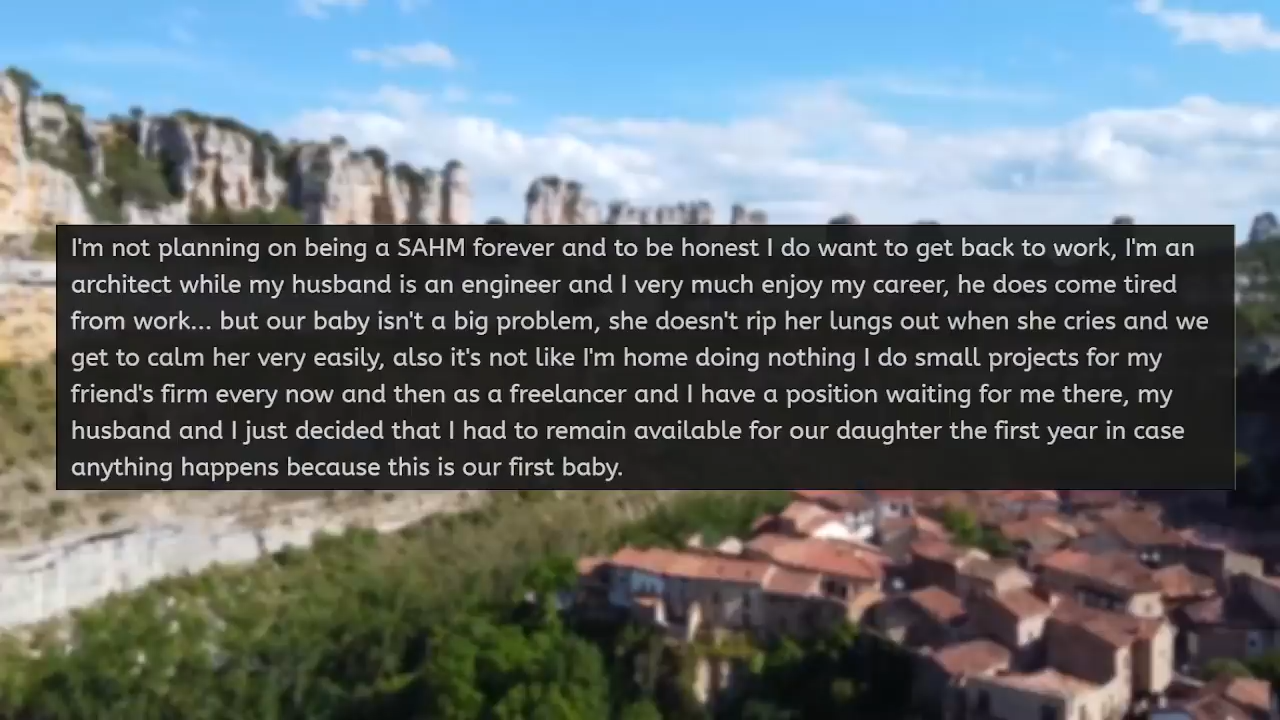 I'm not planning on being a SAHM forever and to be honest I do want to get back to work, I'm an
architect while my husband is an engineer and I very much enjoy my career, he does come tired
from work... but our baby isn't a big problem, she doesn't rip her lungs out when she cries and we
get to calm her very easily, also it's not like I'm home doing nothing I do small projects for my
friend's firm every now and then as a freelancer and I have a position waiting for me there, my
husband and I just decided that I had to remain available for our daughter the first year in case
anything happens because this is our first baby.